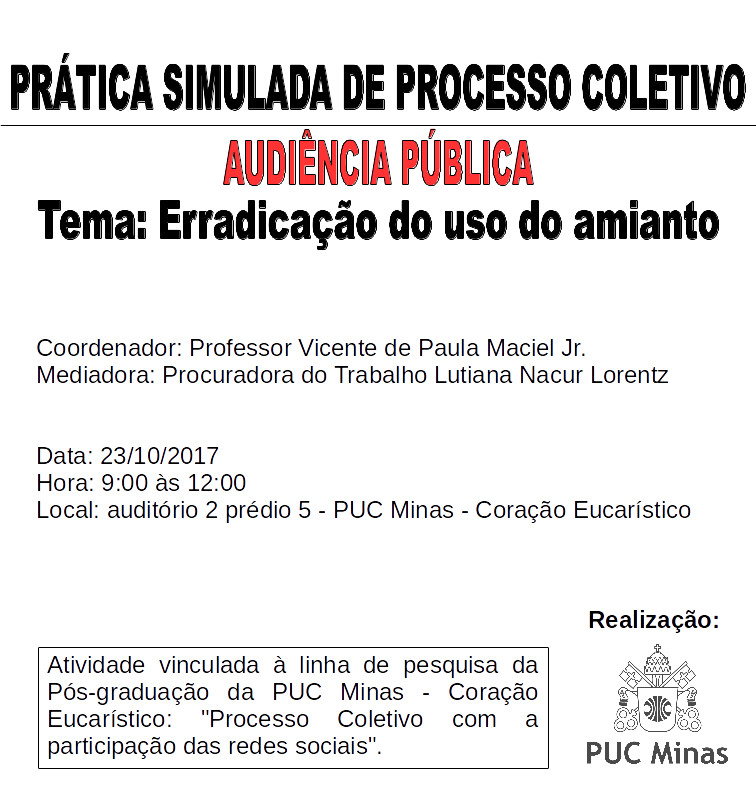 PRÁTICA SIMULADA DE PROCESSO COLETIVO
AUDIÊNCIA PÚBLICA
Tema: Erradicação do uso do amianto
Coordenador: Professor Vicente de Paula Maciel Jr.
Mediadora: Procuradora do Trabalho Lutiana Nacur Lorentz
Data: 23/10/2017
Hora: 9:00 às 12:00
Local: auditório 2 prédio 5 - PUC Minas - Coração Eucarístico
Realização:
Atividade vinculada à linha de pesquisa da
Pós-graduação da PUC Minas - Coração
Eucarístico: "Processo Coletivo com a
participação das redes sociais".
PUC Minas